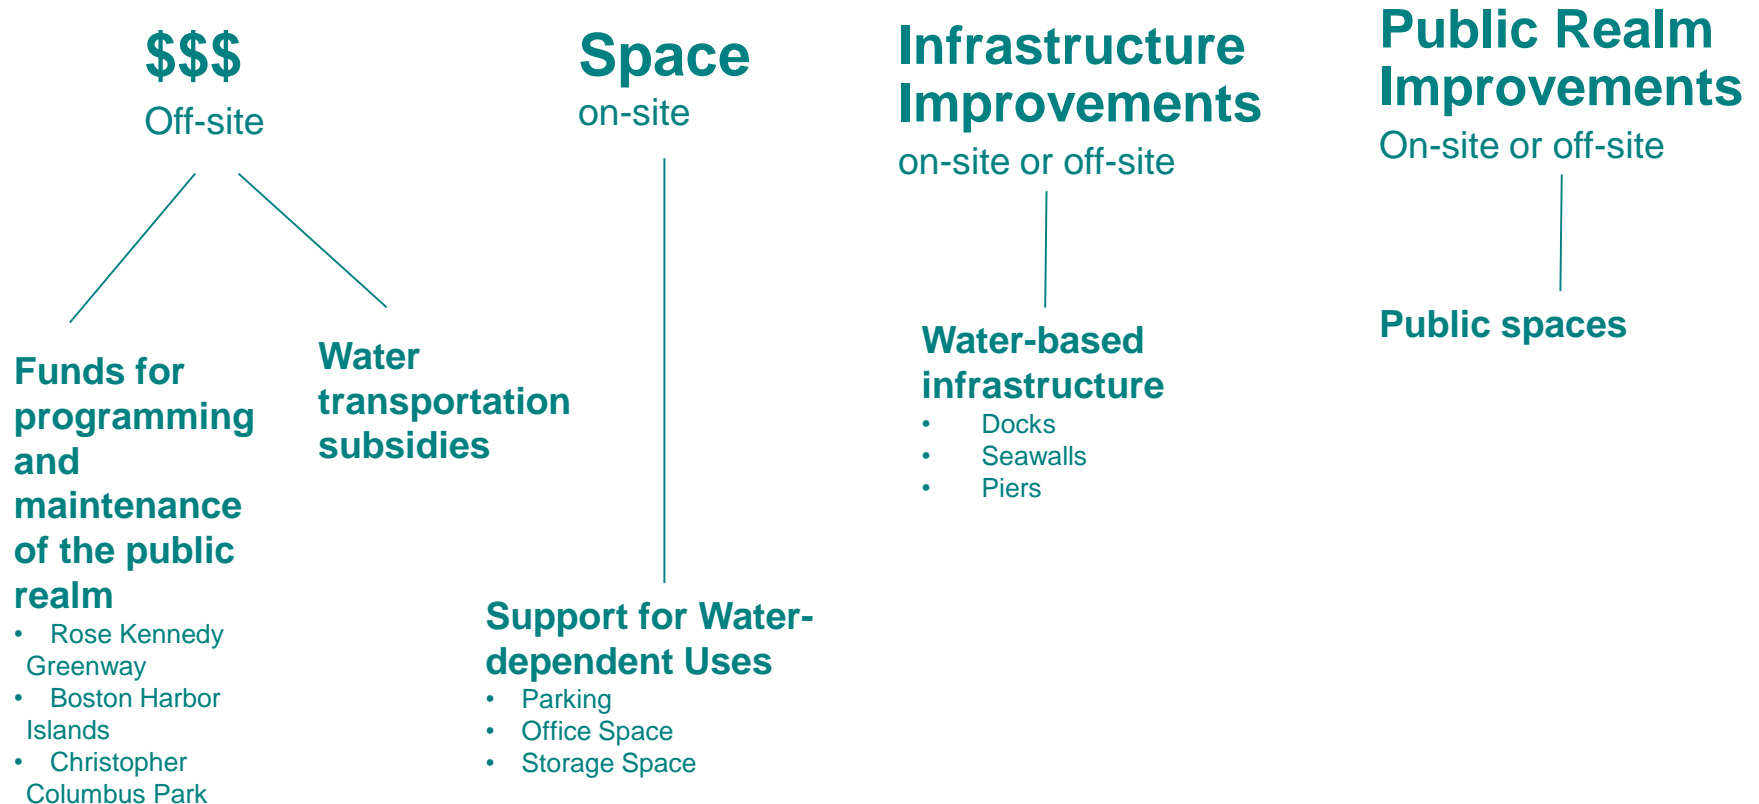 $$$
Off-site
Funds for
programming
and
maintenance
of the public
realm
• Rose Kennedy
Greenway
• Boston Harbor
Islands
• Christopher
Columbus Park
Water
transportation
subsidies
Space
on-site
Support for Water-
dependent Uses
• Parking
• Office Space
• Storage Space
Infrastructure
Improvements
on-site or off-site
Water-based
infrastructure
• Docks
• Seawalls
• Piers
Public Realm
Improvements
On-site or off-site
Public spaces